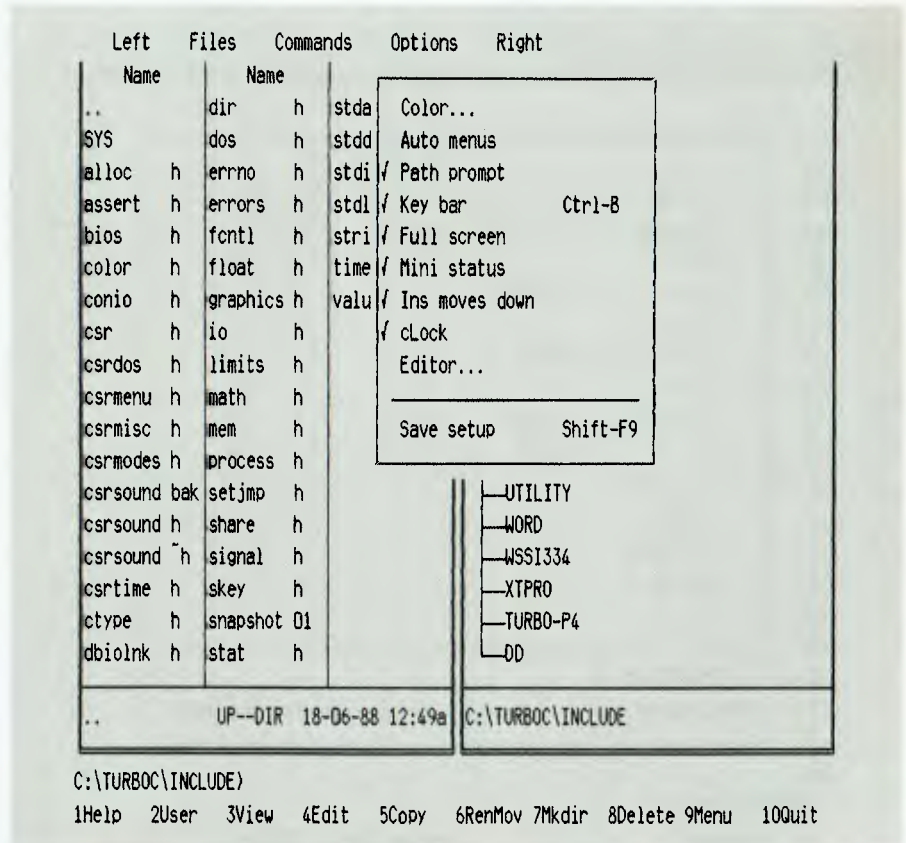 Left Files Commands Options Right
Name Name
.. dir h stda Color...
SYS dos h stdd Auto menus
alloc h errno h stdi √ Path prompt
assert h errors h stdl √ Key bar Ctrl-B
bios h fcntl h stri √ Full screen
color h float h time √ Mini status
conio h graphics h valu √ Ins moves down
csr h io h √ cLock
csrdos h limits h Editor...
csrmenu h math h
csrmisc h mem h Save setup Shift-F9
csrmodes h process h
csrsound bak setjmp h UTILITY
csrsound h share h WORD
csrsound ~h signal h WSSI334
csrtime h skey h XTPRO
ctype h snapshot 01 TURBO-P4
dbiolnk h stat h DD
.. UP--DIR 18-06-88 12:49a C:\TURBOC\INCLUDE
C:\TURBOC\INCLUDE)
1Help 2User 3View 4Edit 5Copy 6RenMov 7Mkdir 8Delete 9Menu 10Quit